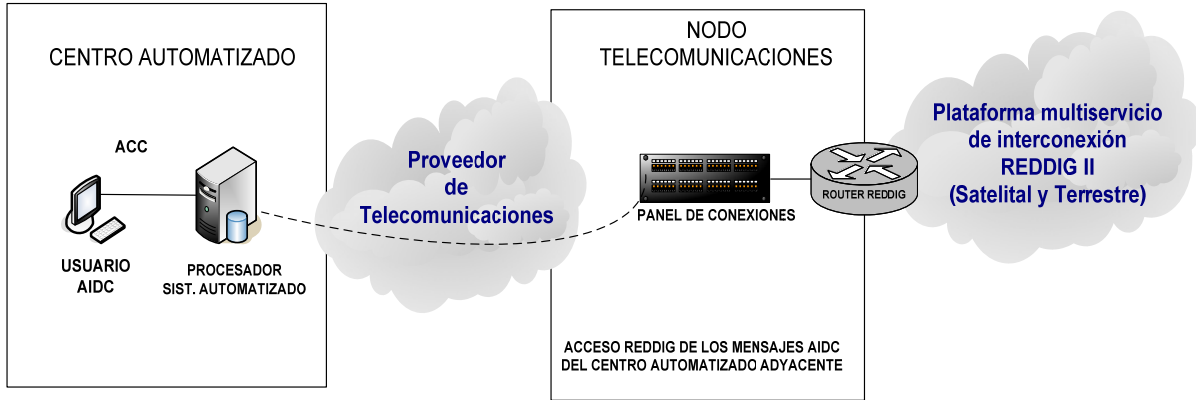 CENTRO AUTOMATIZADO
ACC
USUARIO
AIDC
PROCESADOR
SIST. AUTOMATIZADO
Proveedor
de
Telecomunicaciones
NODO
TELECOMUNICACIONES
PANEL DE CONEXIONES
ROUTER REDDIG
ACCESO REDDIG DE LOS MENSAJES AIDC
DEL CENTRO AUTOMATIZADO ADYACENTE
Plataforma multiservicio
de interconexión
REDDIG II
(Satelital y Terrestre)